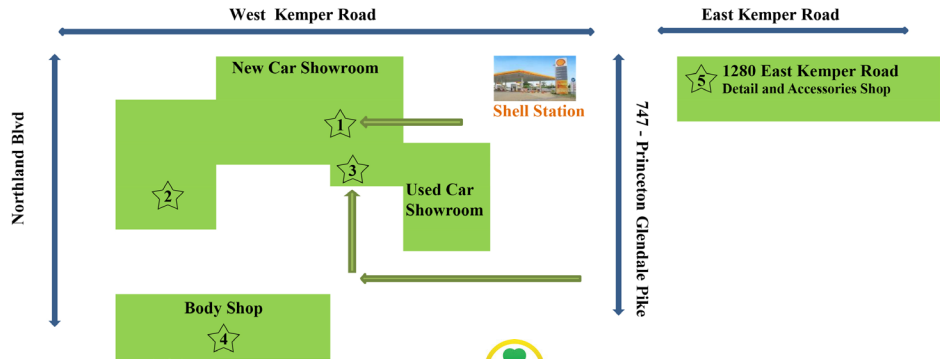 West Kemper Road
East Kemper Road
New Car Showroom
1
Shell Station
5
1280 East Kemper Road
Detail and Accessories Shop
Northland Blvd
2
3
Used Car
Showroom
747 - Princeton Glendale Pike
Body Shop
4